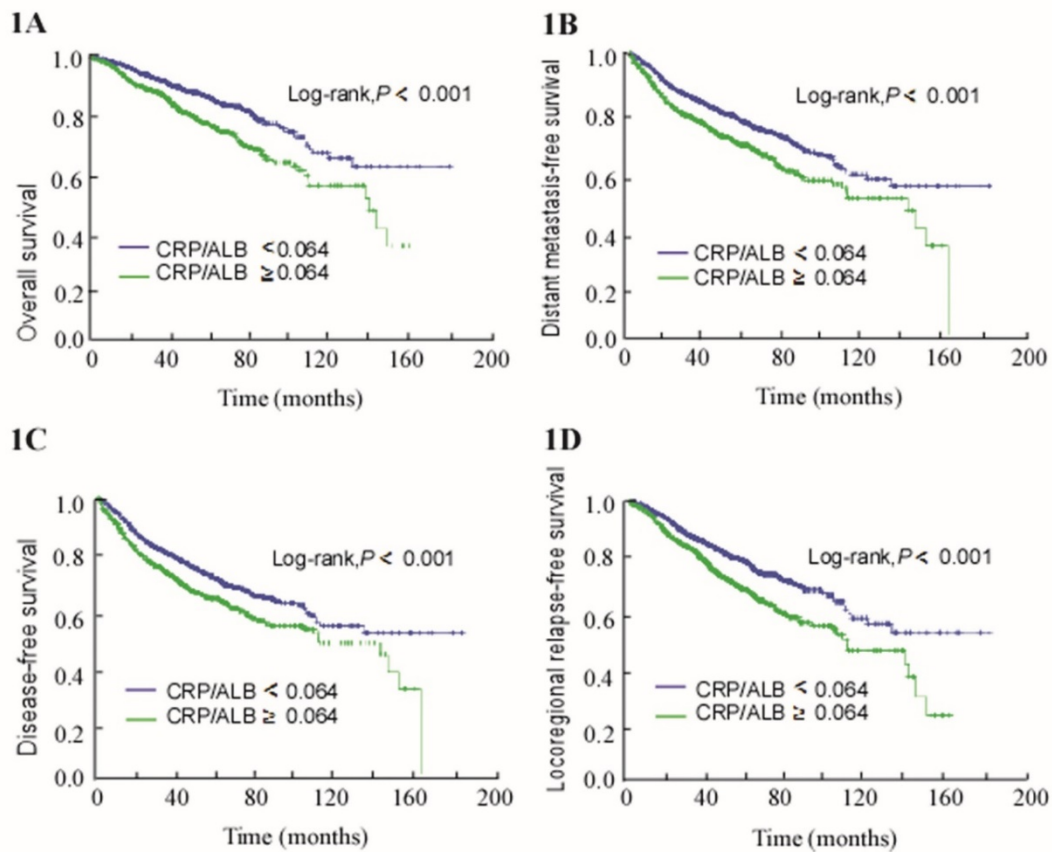 1A
1.0
0.8
0.6
0.4
0.2
0.0
Overall survival
Log-rank,P < 0.001
CRP/ALB <0.064
CRP/ALB ≥0.064
0 40 80 120 160 200
Time (months)
1B
1.0
0.8
0.6
0.4
0.2
0.0
Distant metastasis-free survival
Log-rank,P < 0.001
CRP/ALB < 0.064
CRP/ALB ≥ 0.064
0 40 80 120 160 200
Time (months)
1C
1.0
0.8
0.6
0.4
0.2
0.0
Disease-free survival
Log-rank,P < 0.001
CRP/ALB < 0.064
CRP/ALB ≥ 0.064
0 40 80 120 160 200
Time (months)
1D
1.0
0.8
0.6
0.4
0.2
0.0
Locoregional relapse-free survival
Log-rank,P < 0.001
CRP/ALB < 0.064
CRP/ALB ≥ 0.064
0 40 80 120 160 200
Time (months)